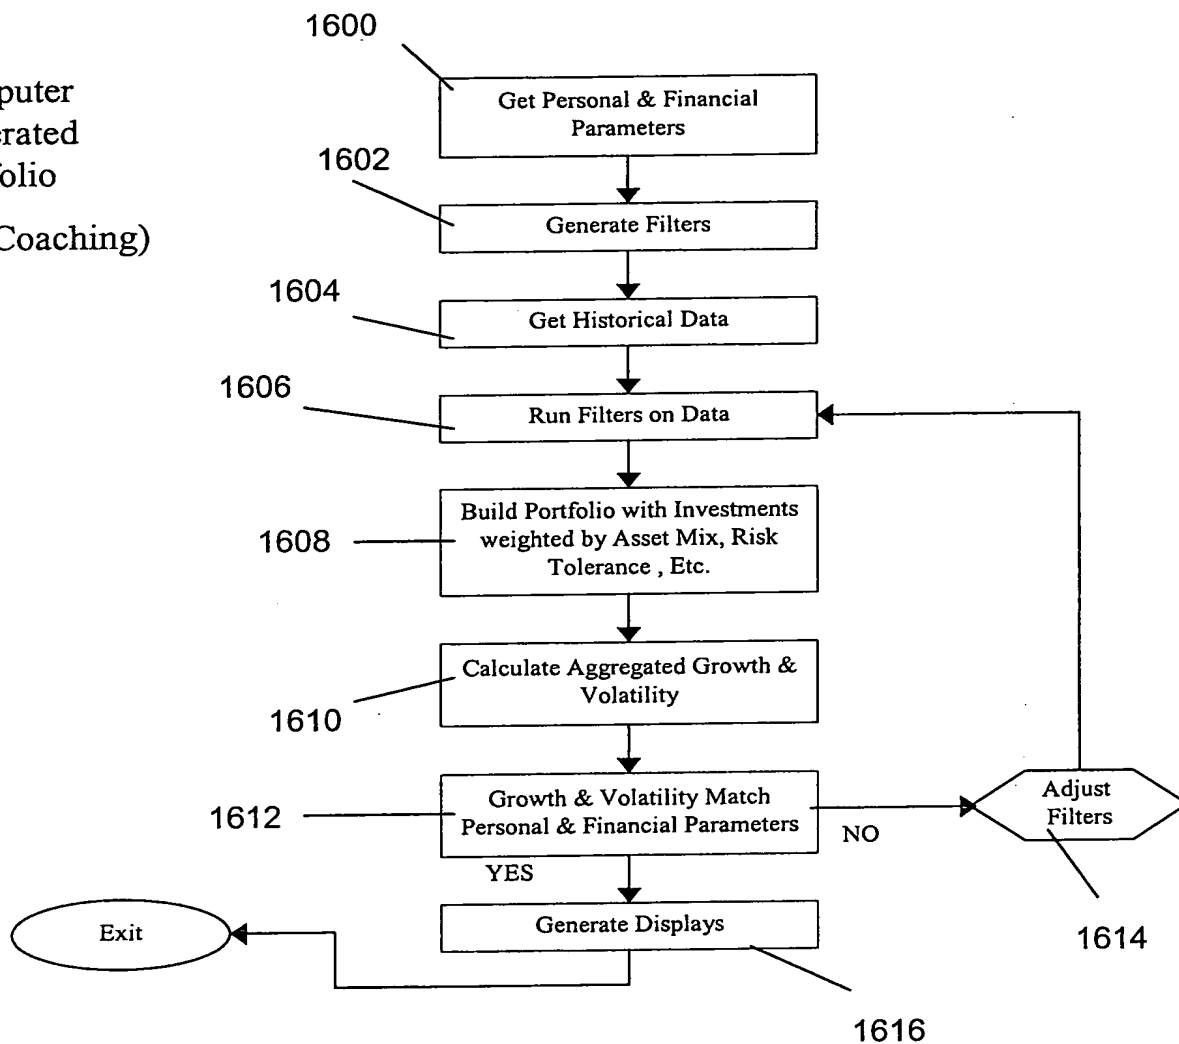 1600
puter
erated
folio
Coaching)
Get Personal & Financial
Parameters
1602
Generate Filters
1604
Get Historical Data
1606
Run Filters on Data
1608
Build Portfolio with Investments
weighted by Asset Mix, Risk
Tolerance , Etc.
1610
Calculate Aggregated Growth &
Volatility
1612
Growth & Volatility Match
Personal & Financial Parameters
NO
Adjust
Filters
1614
YES
Generate Displays
Exit
1616